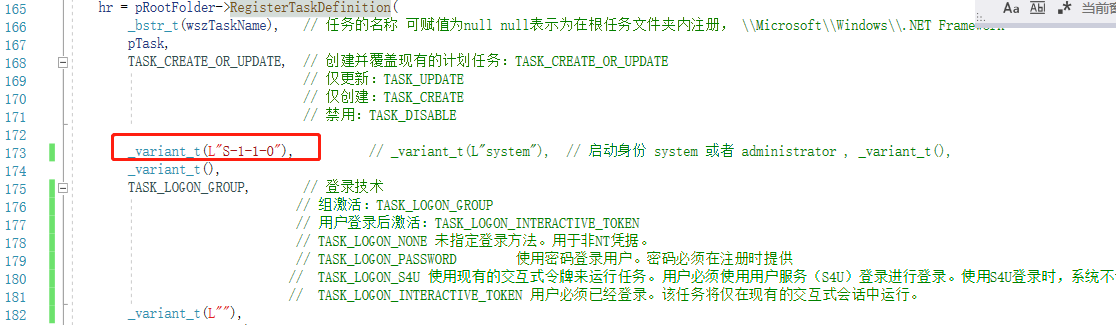 165 hr = pRootFolder->RegisterTaskDefinition(
Aa Ab .* 当前窗
166 _bstr_t(wszTaskName), // 任务的名称 可赋值为null null表示为在根任务文件夹内注册, \\Microsoft\\Windows\\.NET Framework
167 pTask,
168 TASK_CREATE_OR_UPDATE, // 创建并覆盖现有的计划任务：TASK_CREATE_OR_UPDATE
169 // 仅更新：TASK_UPDATE
170 // 仅创建：TASK_CREATE
171 // 禁用：TASK_DISABLE
172
173 _variant_t(L"S-1-1-0"), // _variant_t(L"system"), // 启动身份 system 或者 administrator , _variant_t(),
174 _variant_t(),
175 TASK_LOGON_GROUP, // 登录技术
176 // 组激活：TASK_LOGON_GROUP
177 // 用户登录后激活：TASK_LOGON_INTERACTIVE_TOKEN
178 // TASK_LOGON_NONE 未指定登录方法。用于非NT凭据。
179 // TASK_LOGON_PASSWORD 使用密码登录用户。密码必须在注册时提供
180 // TASK_LOGON_S4U 使用现有的交互式令牌来运行任务。用户必须使用用户服务（S4U）登录进行登录。使用S4U登录时，系统不
181 // TASK_LOGON_INTERACTIVE_TOKEN 用户必须已经登录。该任务将仅在现有的交互式会话中运行。
182 _variant_t(L""),